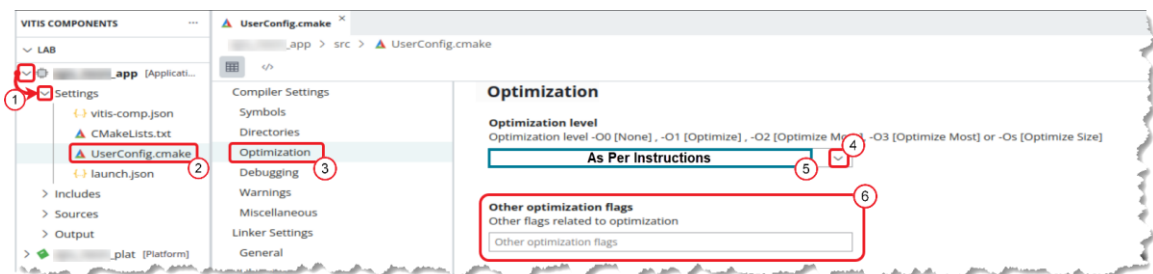 VITIS COMPONENTS ...
UserConfig.cmake ×
LAB
_app > src > UserConfig.cmake
_app [Applicati...
1
Settings
vitis-comp.json
CMakeLists.txt
UserConfig.cmake
2
launch.json
Includes
Sources
Output
_plat [Platform]
Compiler Settings
Symbols
Directories
Optimization
3
Debugging
Warnings
Miscellaneous
Linker Settings
General
Optimization
Optimization level
Optimization level -O0 [None] , -O1 [Optimize] , -O2 [Optimize Mo , -O3 [Optimize Most] or -Os [Optimize Size]
4
As Per Instructions
5
6
Other optimization flags
Other flags related to optimization
Other optimization flags